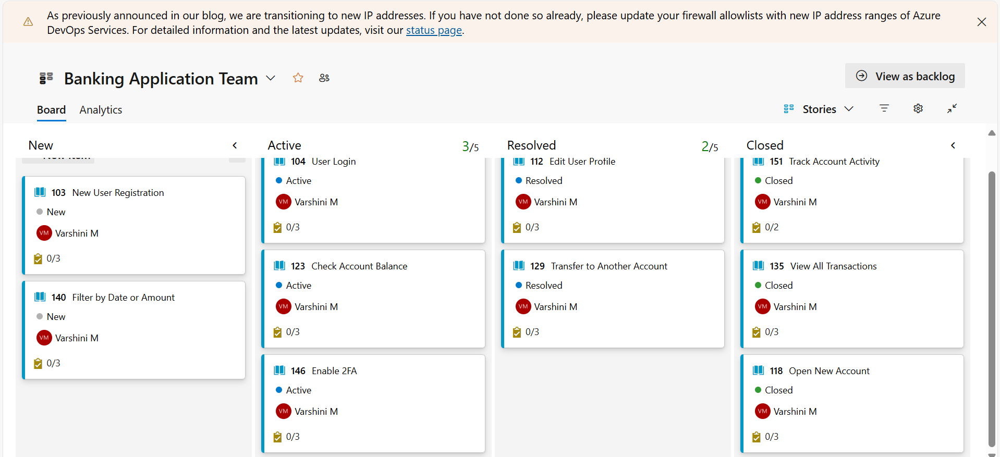 As previously announced in our blog, we are transitioning to new IP addresses. If you have not done so already, please update your firewall allowlists with new IP address ranges of Azure
DevOps Services. For detailed information and the latest updates, visit our status page.
Banking Application Team
View as backlog
Board Analytics
Stories
New
New item
103 New User Registration
New
VM Varshini M
0/3
140 Filter by Date or Amount
New
VM Varshini M
0/3
Active 3/5
104 User Login
Active
VM Varshini M
0/3
123 Check Account Balance
Active
VM Varshini M
0/3
146 Enable 2FA
Active
VM Varshini M
0/3
Resolved 2/5
112 Edit User Profile
Resolved
VM Varshini M
0/3
129 Transfer to Another Account
Resolved
VM Varshini M
0/3
Closed
151 Track Account Activity
Closed
VM Varshini M
0/2
135 View All Transactions
Closed
VM Varshini M
0/3
118 Open New Account
Closed
VM Varshini M
0/3